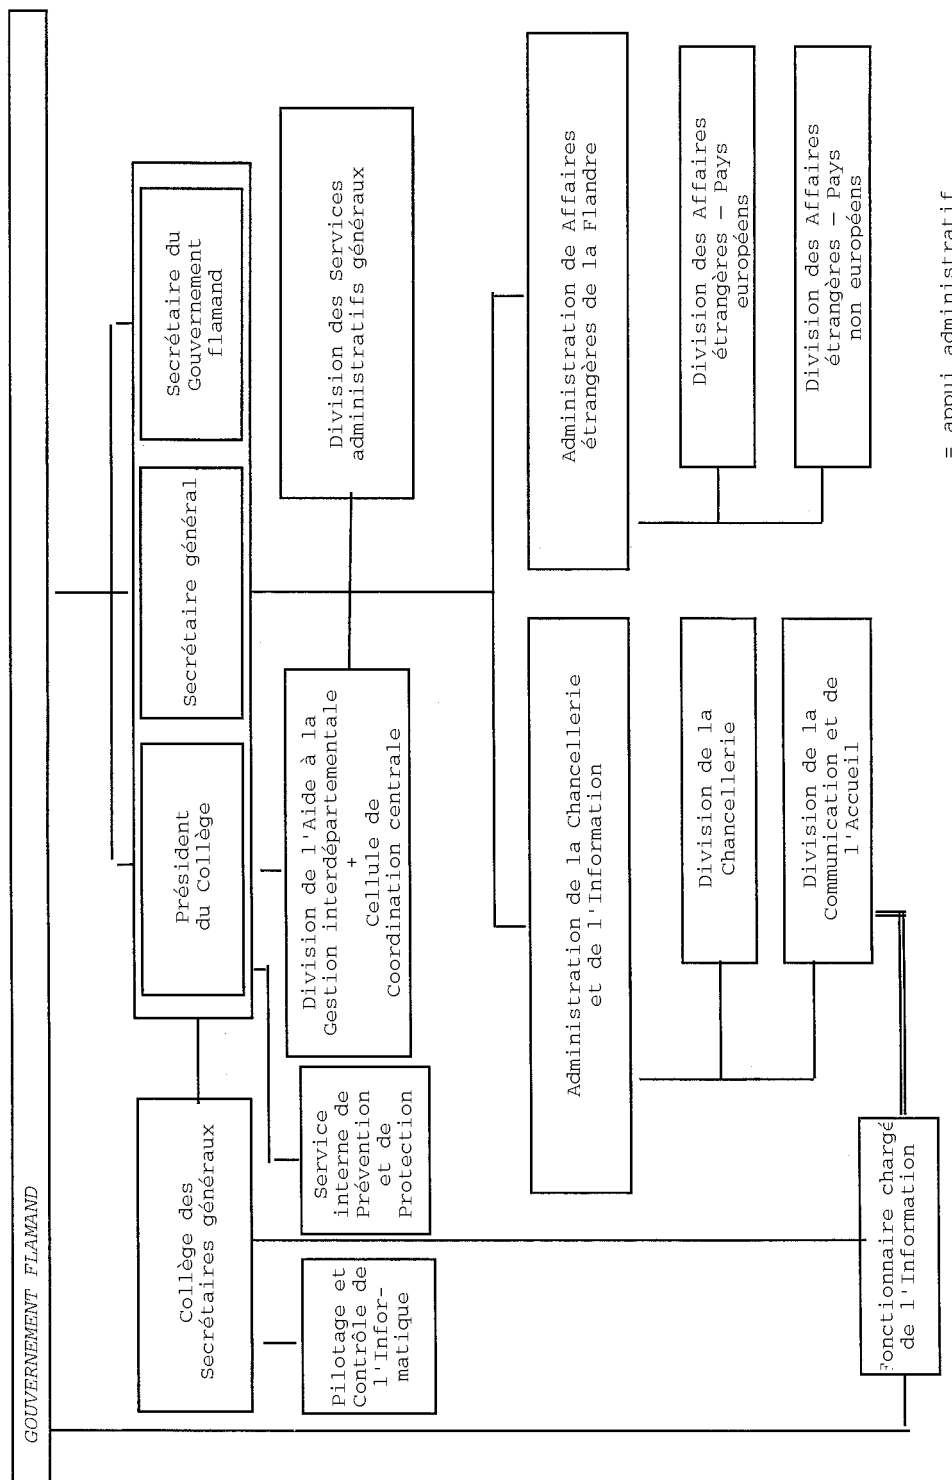 GOUVERNEMENT FLAMAND
Collège des
Secrétaires généraux
Président
du Collège
Secrétaire général
Secrétaire du
Gouvernement
flamand
Pilotage et
Contrôle de
l'Infor-
matique
Service
interne de
Prévention
et de
Protection
Division de l'Aide à la
Gestion interdépartementale
+
Cellule de
Coordination centrale
Division des Services
administratifs généraux
Administration de la Chancellerie
et de l'Information
Administration de Affaires
étrangères de la Flandre
Division de la
Chancellerie
Division des Affaires
étrangères — Pays
européens
Division de la
Communication et de
l'Accueil
Division des Affaires
étrangères — Pays
non européens
Fonctionnaire chargé
de l'Information
= appui administratif